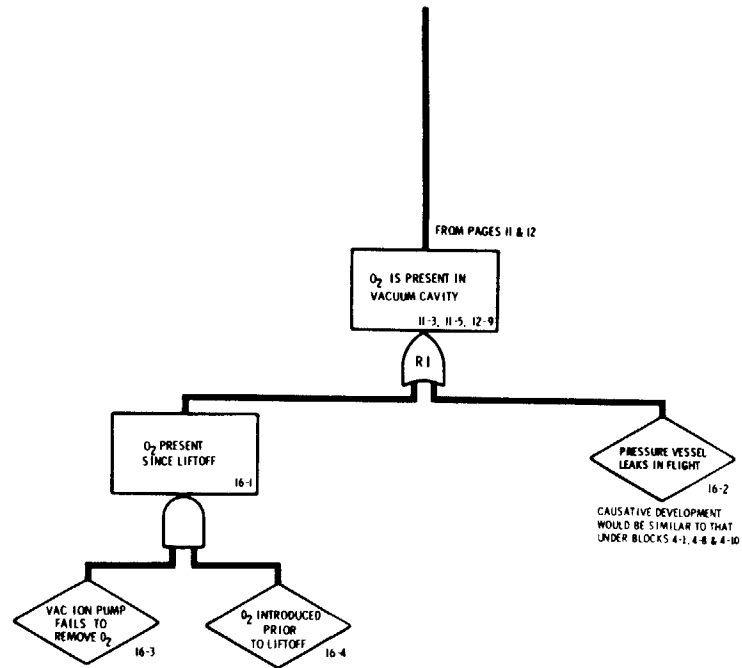 FROM PAGES 11 & 12
O₂ IS PRESENT IN
VACUUM CAVITY
11-3, 11-5, 12-9
R1
O₂ PRESENT
SINCE LIFTOFF
16-1
PRESSURE VESSEL
LEAKS IN FLIGHT
16-2
CAUSATIVE DEVELOPMENT
WOULD BE SIMILAR TO THAT
UNDER BLOCKS 4-1, 4-8 & 4-10
VAC ION PUMP
FAILS TO
REMOVE O₂
16-3
O₂ INTRODUCED
PRIOR
TO LIFTOFF
16-4